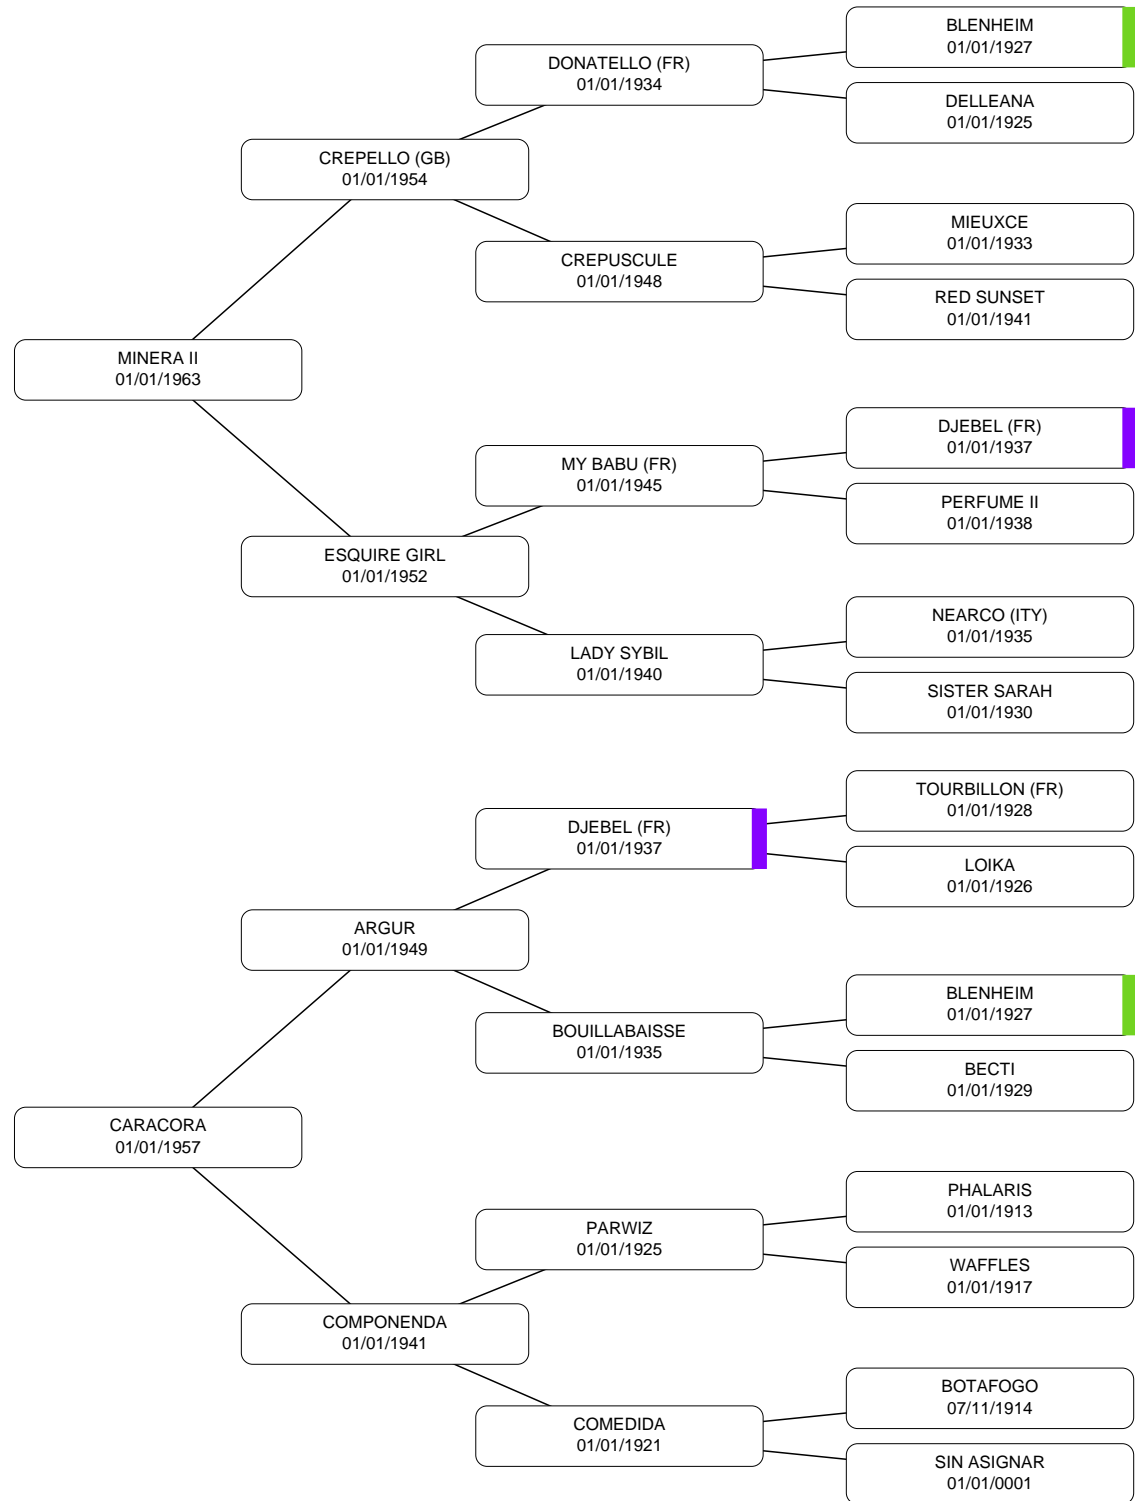 BLENHEIM
01/01/1927
DONATELLO (FR)
01/01/1934
DELLEANA
01/01/1925
CREPELLO (GB)
01/01/1954
MIEUXCE
01/01/1933
CREPUSCULE
01/01/1948
RED SUNSET
01/01/1941
MINERA II
01/01/1963
DJEBEL (FR)
01/01/1937
MY BABU (FR)
01/01/1945
PERFUME II
01/01/1938
ESQUIRE GIRL
01/01/1952
NEARCO (ITY)
01/01/1935
LADY SYBIL
01/01/1940
SISTER SARAH
01/01/1930
TOURBILLON (FR)
01/01/1928
DJEBEL (FR)
01/01/1937
LOIKA
01/01/1926
ARGUR
01/01/1949
BLENHEIM
01/01/1927
BOUILLABAISSE
01/01/1935
BECTI
01/01/1929
CARACORA
01/01/1957
PHALARIS
01/01/1913
PARWIZ
01/01/1925
WAFFLES
01/01/1917
COMPONENDA
01/01/1941
BOTAFOGO
07/11/1914
COMEDIDA
01/01/1921
SIN ASIGNAR
01/01/0001